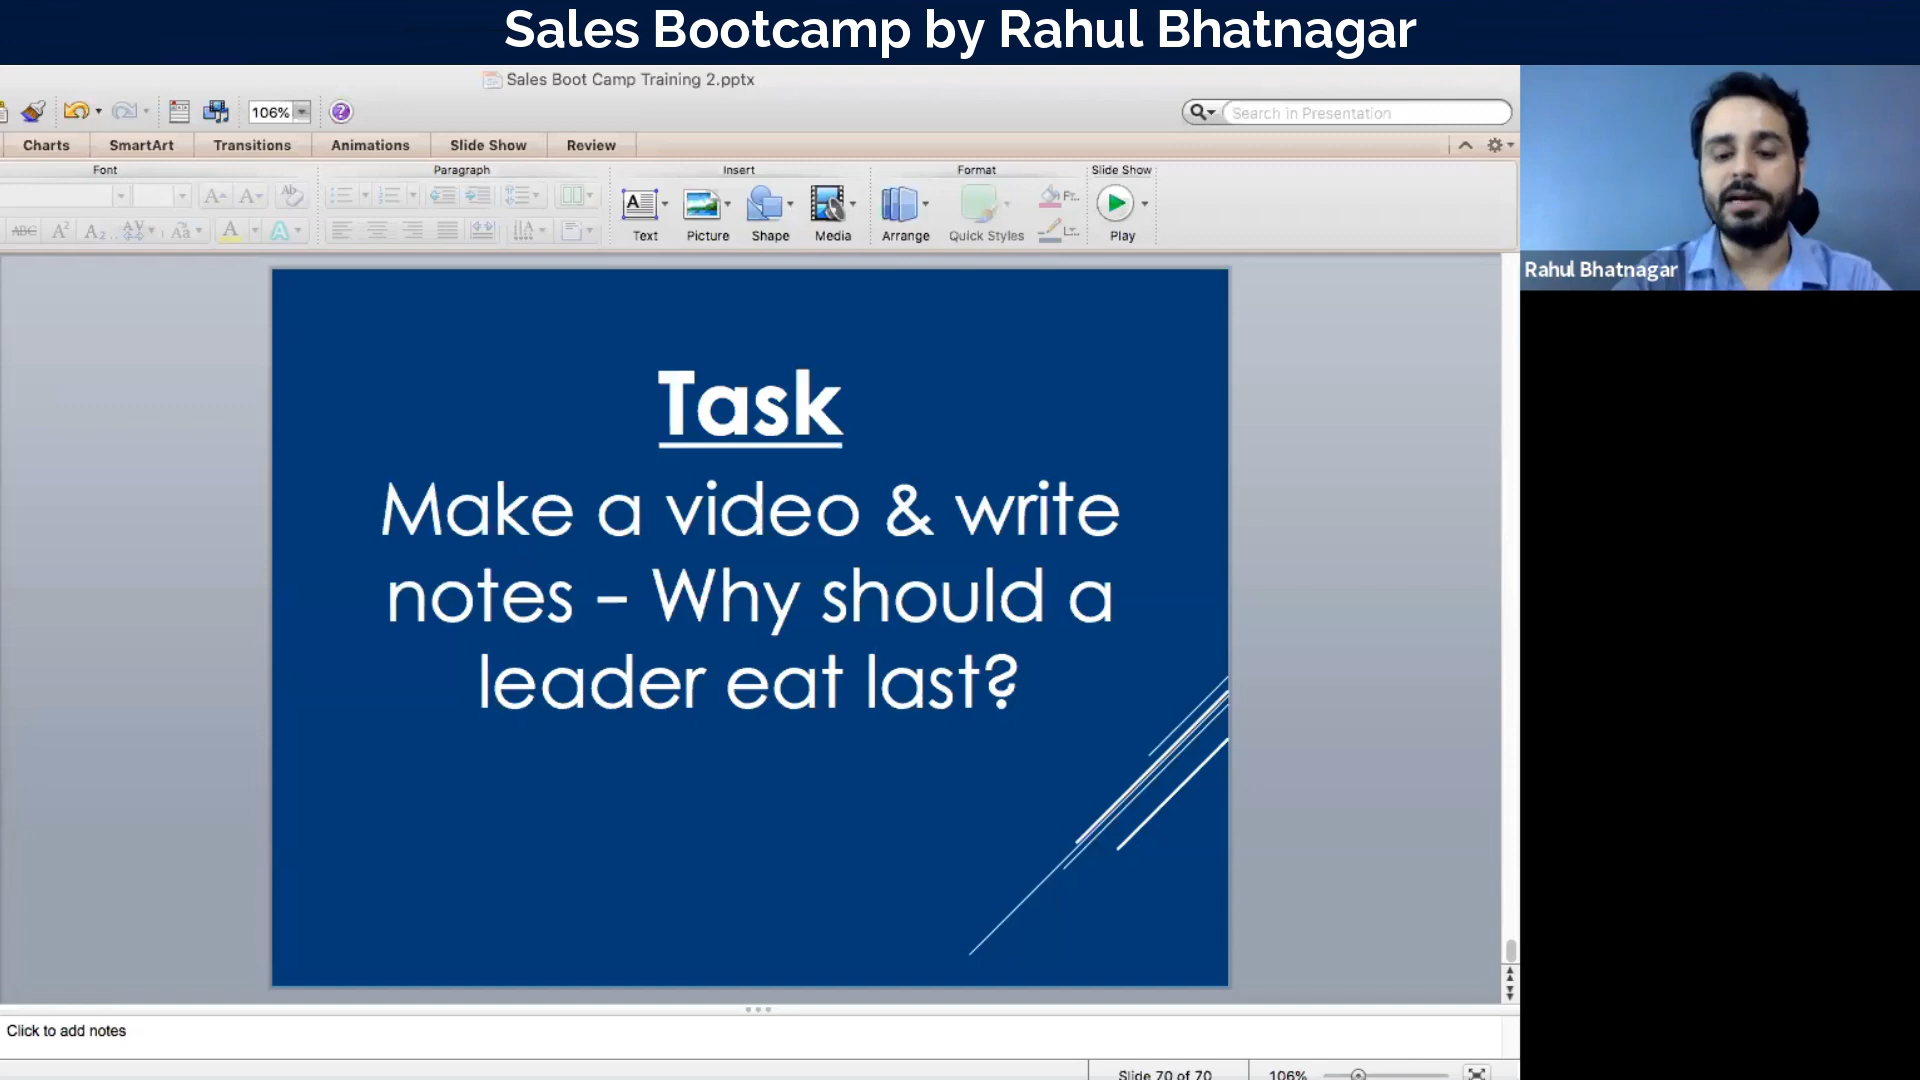 Sales Bootcamp by Rahul Bhatnagar
Sales Boot Camp Training 2.pptx
106%
Search in Presentation
Charts SmartArt Transitions Animations Slide Show Review
Font Paragraph Insert Format Slide Show
Text Picture Shape Media Arrange Quick Styles Play
Rahul Bhatnagar
Task
Make a video & write
notes – Why should a
leader eat last?
Click to add notes
Slide 70 of 70 106%